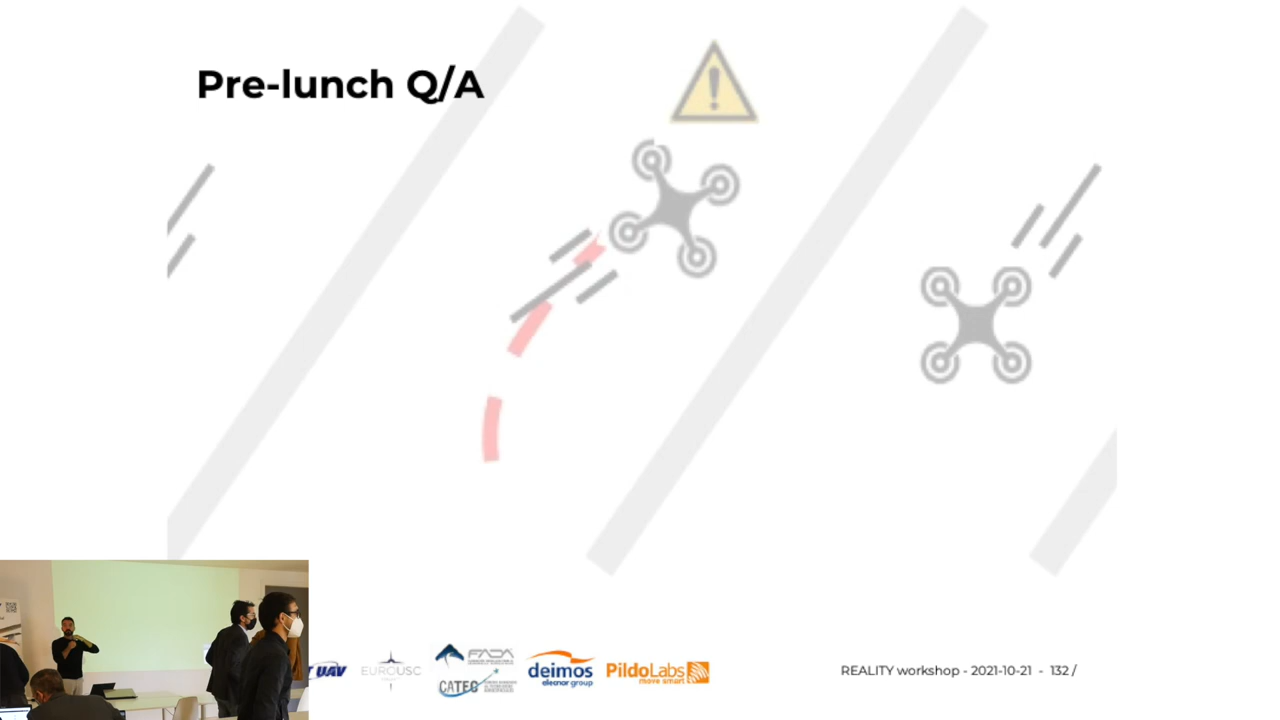 Pre-lunch Q/A
T UAV
EUROUSC
FADA
CATEC
deimos
elecnor group
PildoLabs
move smart
REALITY workshop - 2021-10-21 - 132 /